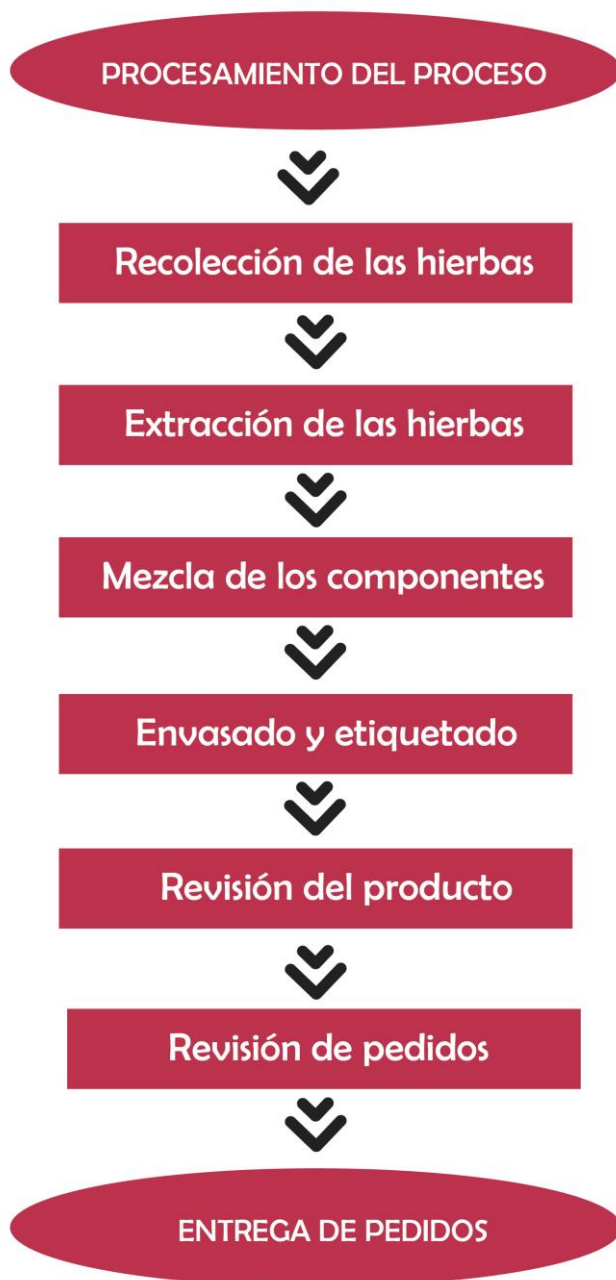 PROCESAMIENTO DEL PROCESO
Recolección de las hierbas
Extracción de las hierbas
Mezcla de los componentes
Envasado y etiquetado
Revisión del producto
Revisión de pedidos
ENTREGA DE PEDIDOS